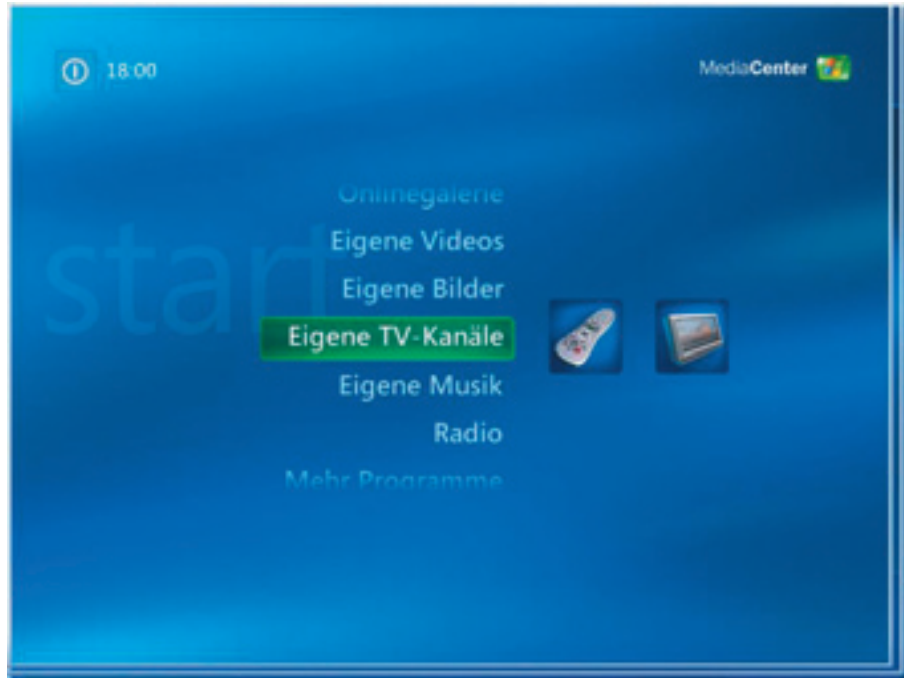 18:00
MediaCenter
start
Onlinegalerie
Eigene Videos
Eigene Bilder
Eigene TV-Kanäle
Eigene Musik
Radio
Mehr Programme